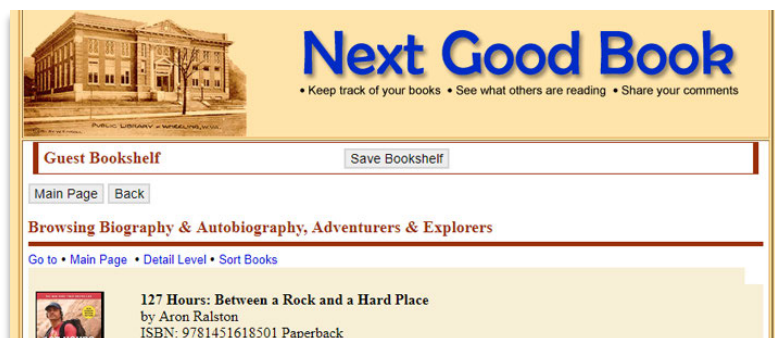 Next Good Book
• Keep track of your books • See what others are reading • Share your comments
PUBLIC LIBRARY - WHEELING, W.VA.
Guest Bookshelf Save Bookshelf
Main Page Back
Browsing Biography & Autobiography, Adventurers & Explorers
Go to • Main Page • Detail Level • Sort Books
127 Hours: Between a Rock and a Hard Place
by Aron Ralston
ISBN: 9781451618501 Paperback